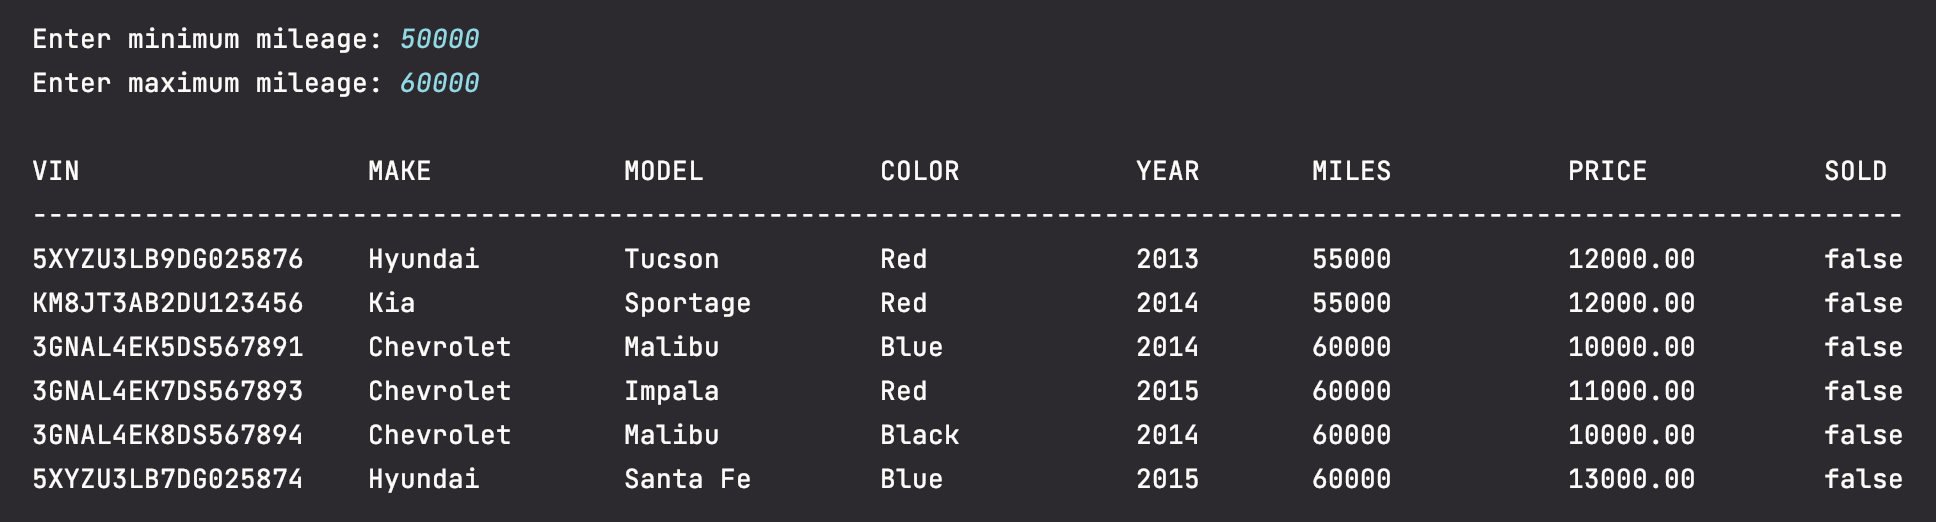 Enter minimum mileage: 50000
Enter maximum mileage: 60000

VIN                  MAKE            MODEL           COLOR           YEAR       MILES           PRICE           SOLD
---------------------------------------------------------------------------------------------------------------------
5XYZU3LB9DG025876    Hyundai         Tucson          Red             2013       55000           12000.00        false
KM8JT3AB2DU123456    Kia             Sportage        Red             2014       55000           12000.00        false
3GNAL4EK5DS567891    Chevrolet       Malibu          Blue            2014       60000           10000.00        false
3GNAL4EK7DS567893    Chevrolet       Impala          Red             2015       60000           11000.00        false
3GNAL4EK8DS567894    Chevrolet       Malibu          Black           2014       60000           10000.00        false
5XYZU3LB7DG025874    Hyundai         Santa Fe        Blue            2015       60000           13000.00        false